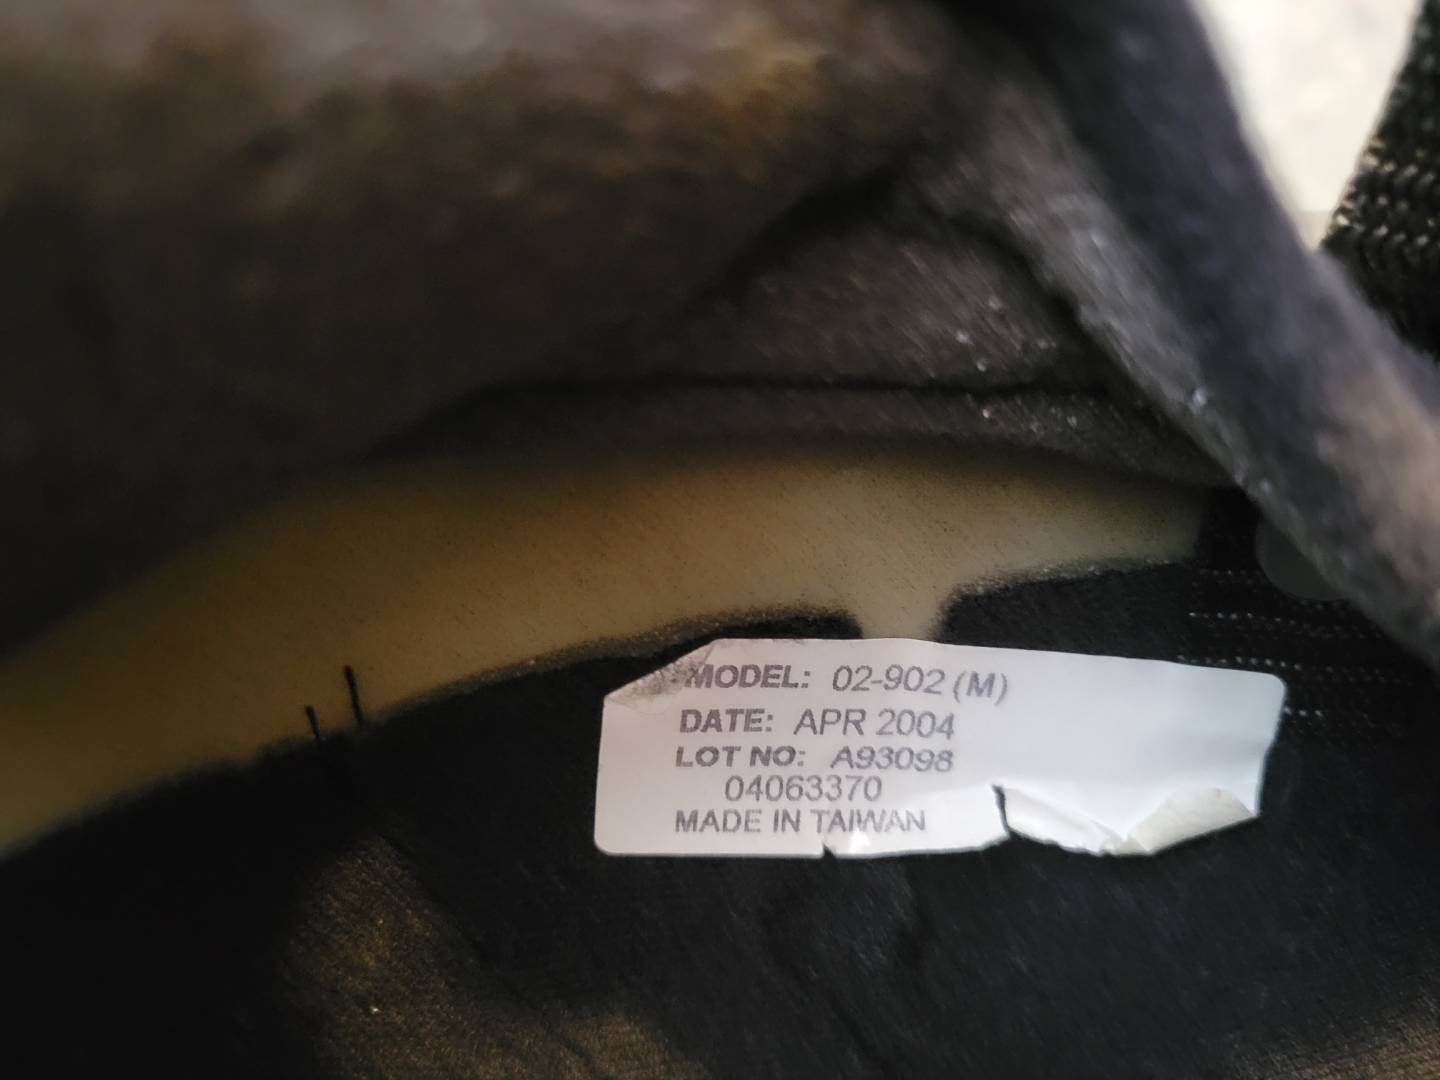 MODEL: 02-902 (M)
DATE: APR 2004
LOT NO: A93098
04063370
MADE IN TAIWAN